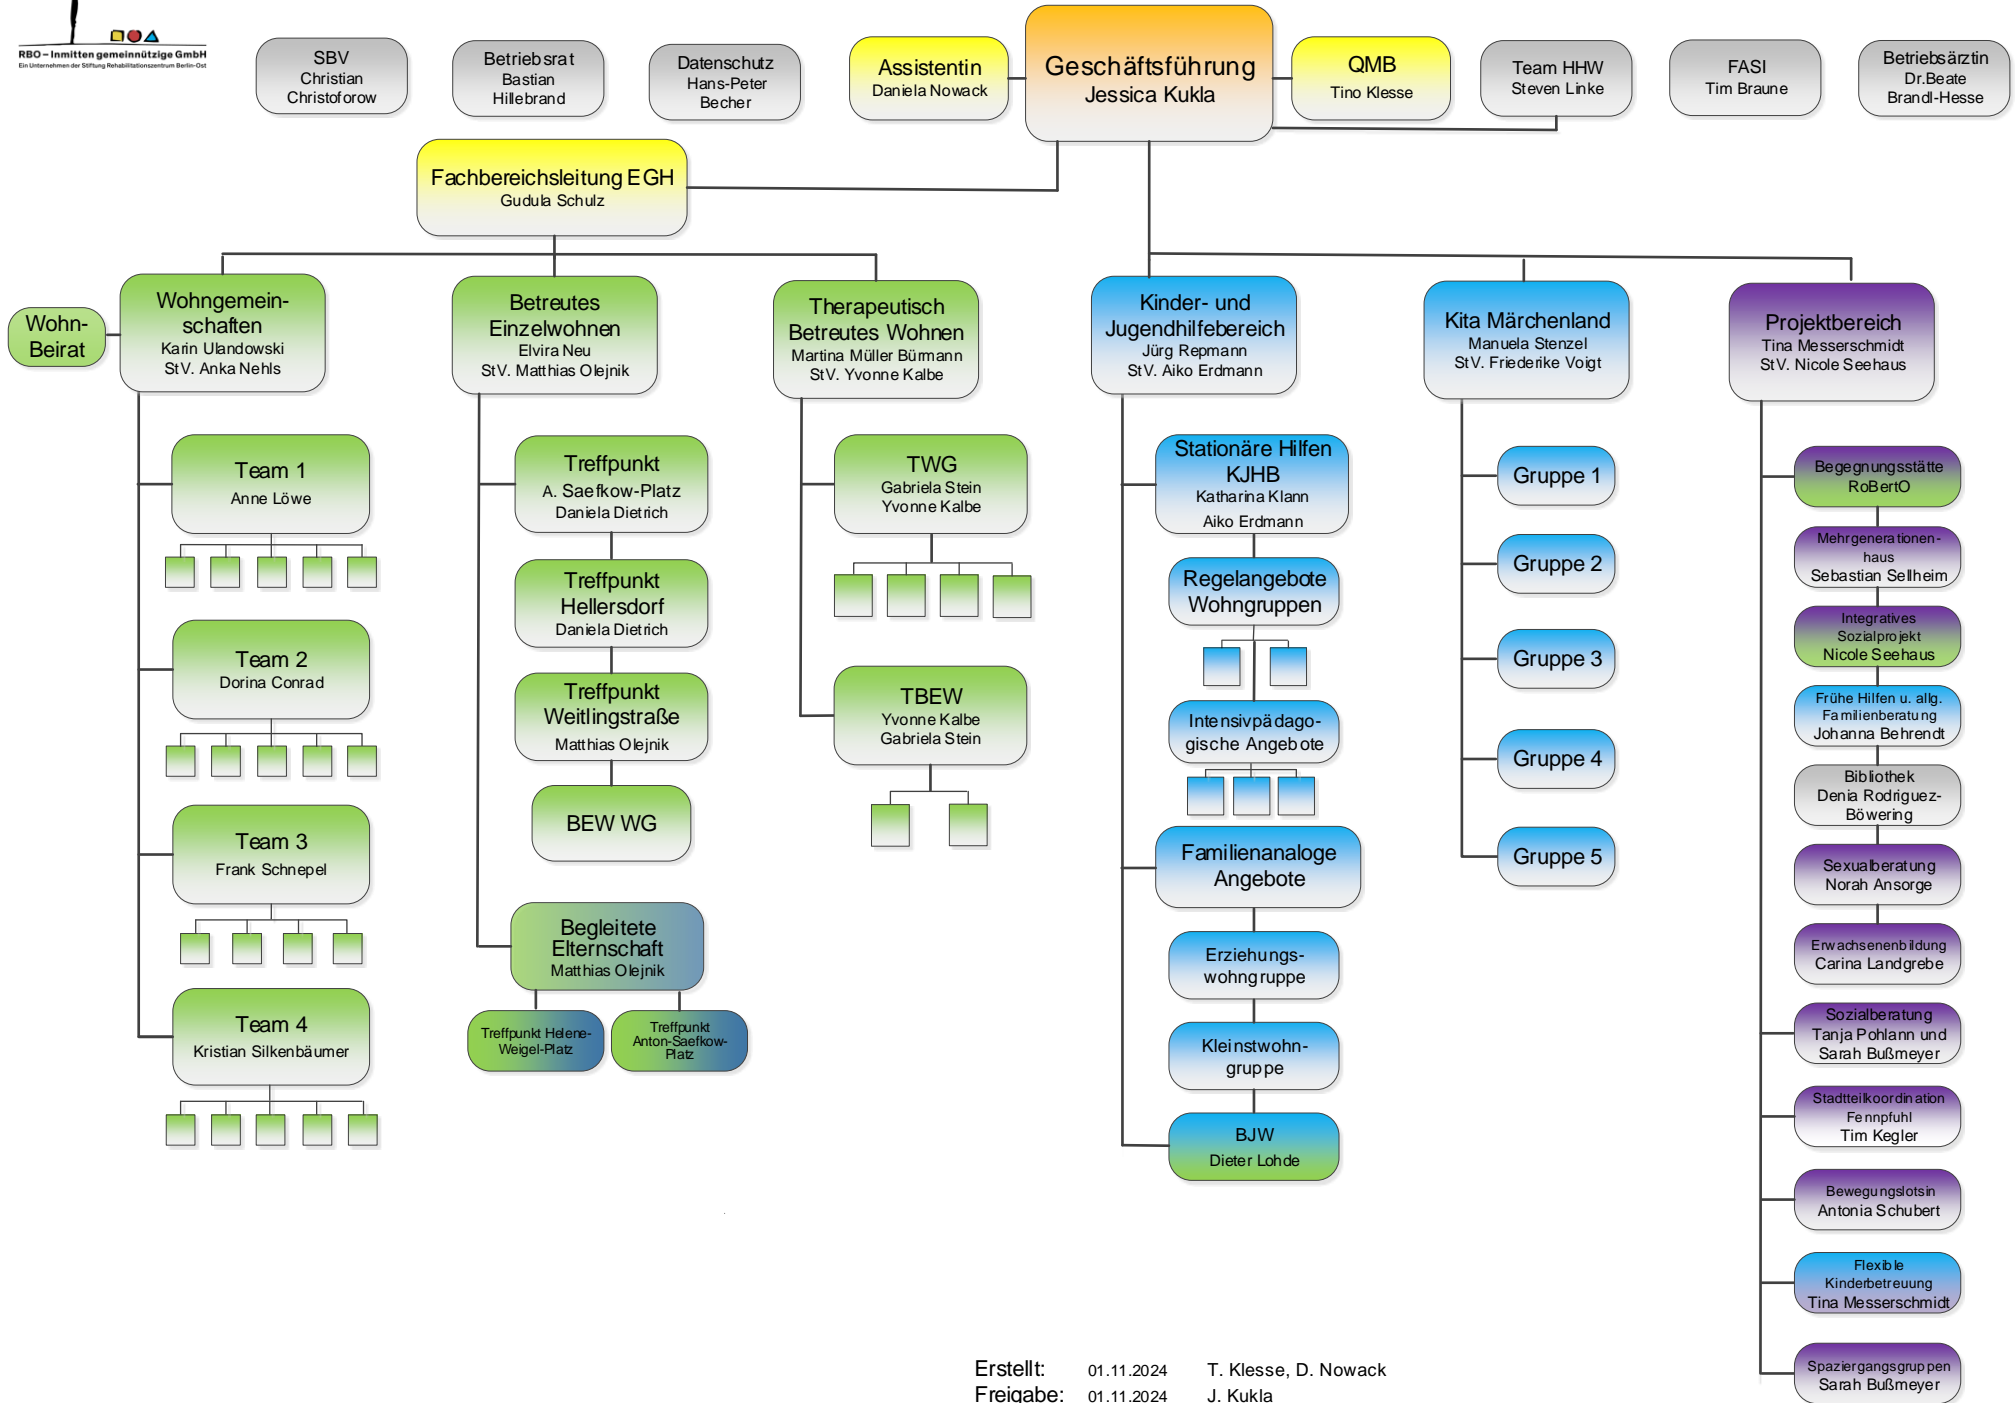 RBO – Inmitten gemeinnützige GmbH
Ein Unternehmen der Stiftung Rehabilitationszentrum Berlin-Ost
SBV
Christian
Christoforow
Betriebsrat
Bastian
Hillebrand
Datenschutz
Hans-Peter
Becher
Assistentin
Daniela Nowack
Geschäftsführung
Jessica Kukla
QMB
Tino Klesse
Team HHW
Steven Linke
FASI
Tim Braune
Betriebsärztin
Dr.Beate
Brandl-Hesse
Fachbereichsleitung EGH
Gudula Schulz
Wohn-
Beirat
Wohngemein-
schaften
Karin Ulandowski
StV. Anka Nehls
Betreutes
Einzelwohnen
Elvira Neu
StV. Matthias Olejnik
Therapeutisch
Betreutes Wohnen
Martina Müller Bürmann
StV. Yvonne Kalbe
Kinder- und
Jugendhilfebereich
Jürg Repmann
StV. Aiko Erdmann
Kita Märchenland
Manuela Stenzel
StV. Friederike Voigt
Projektbereich
Tina Messerschmidt
StV. Nicole Seehaus
Team 1
Anne Löwe
Team 2
Dorina Conrad
Team 3
Frank Schnepel
Team 4
Kristian Silkenbäumer
Treffpunkt
A. Saefkow-Platz
Daniela Dietrich
Treffpunkt
Hellersdorf
Daniela Dietrich
Treffpunkt
Weitlingstraße
Matthias Olejnik
BEW WG
Begleitete
Elternschaft
Matthias Olejnik
Treffpunkt Helene-
Weigel-Platz
Treffpunkt
Anton-Saefkow-
Platz
TWG
Gabriela Stein
Yvonne Kalbe
TBEW
Yvonne Kalbe
Gabriela Stein
Stationäre Hilfen
KJHB
Katharina Klann
Aiko Erdmann
Regelangebote
Wohngruppen
Intensivpädago-
gische Angebote
Familienanaloge
Angebote
Erziehungs-
wohngruppe
Kleinstwohn-
gruppe
BJW
Dieter Lohde
Gruppe 1
Gruppe 2
Gruppe 3
Gruppe 4
Gruppe 5
Begegnungsstätte
RoBertO
Mehrgenerationen-
haus
Sebastian Sellheim
Integratives
Sozialprojekt
Nicole Seehaus
Frühe Hilfen u. allg.
Familienberatung
Johanna Behrendt
Bibliothek
Denia Rodriguez-
Böwering
Sexualberatung
Norah Ansorge
Erwachsenenbildung
Carina Landgrebe
Sozialberatung
Tanja Pohlann und
Sarah Bußmeyer
Stadtteilkoordination
Fennpfuhl
Tim Kegler
Bewegungslotsin
Antonia Schubert
Flexible
Kinderbetreuung
Tina Messerschmidt
Spaziergangsgruppen
Sarah Bußmeyer
Erstellt: 01.11.2024 T. Klesse, D. Nowack
Freigabe: 01.11.2024 J. Kukla